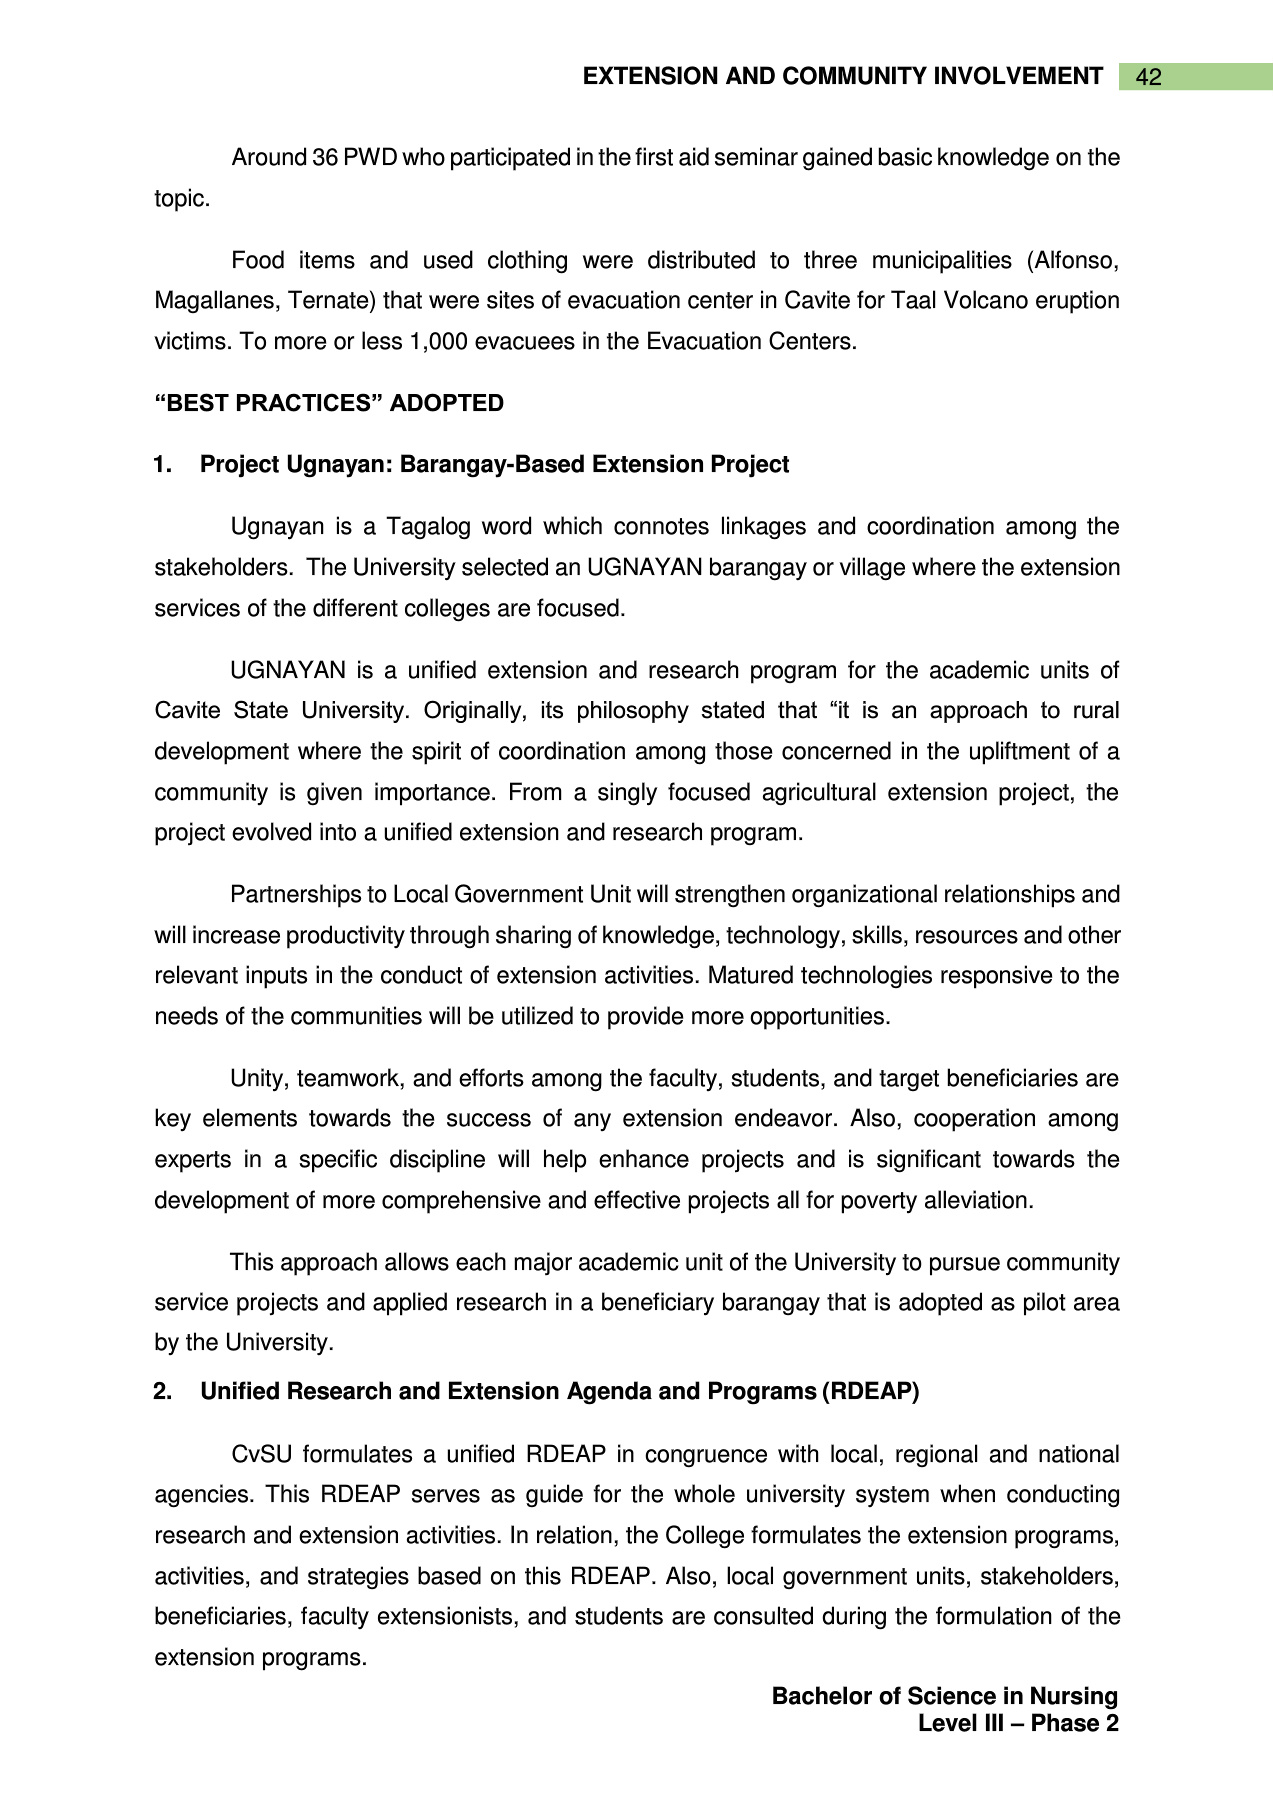 EXTENSION AND COMMUNITY INVOLVEMENT 42
Around 36 PWD who participated in the first aid seminar gained basic knowledge on the
topic.
Food items and used clothing were distributed to three municipalities (Alfonso,
Magallanes, Ternate) that were sites of evacuation center in Cavite for Taal Volcano eruption
victims. To more or less 1,000 evacuees in the Evacuation Centers.
“BEST PRACTICES” ADOPTED
1. Project Ugnayan: Barangay-Based Extension Project
Ugnayan is a Tagalog word which connotes linkages and coordination among the
stakeholders. The University selected an UGNAYAN barangay or village where the extension
services of the different colleges are focused.
UGNAYAN is a unified extension and research program for the academic units of
Cavite State University. Originally, its philosophy stated that “it is an approach to rural
development where the spirit of coordination among those concerned in the upliftment of a
community is given importance. From a singly focused agricultural extension project, the
project evolved into a unified extension and research program.
Partnerships to Local Government Unit will strengthen organizational relationships and
will increase productivity through sharing of knowledge, technology, skills, resources and other
relevant inputs in the conduct of extension activities. Matured technologies responsive to the
needs of the communities will be utilized to provide more opportunities.
Unity, teamwork, and efforts among the faculty, students, and target beneficiaries are
key elements towards the success of any extension endeavor. Also, cooperation among
experts in a specific discipline will help enhance projects and is significant towards the
development of more comprehensive and effective projects all for poverty alleviation.
This approach allows each major academic unit of the University to pursue community
service projects and applied research in a beneficiary barangay that is adopted as pilot area
by the University.
2. Unified Research and Extension Agenda and Programs (RDEAP)
CvSU formulates a unified RDEAP in congruence with local, regional and national
agencies. This RDEAP serves as guide for the whole university system when conducting
research and extension activities. In relation, the College formulates the extension programs,
activities, and strategies based on this RDEAP. Also, local government units, stakeholders,
beneficiaries, faculty extensionists, and students are consulted during the formulation of the
extension programs.
Bachelor of Science in Nursing
Level III – Phase 2